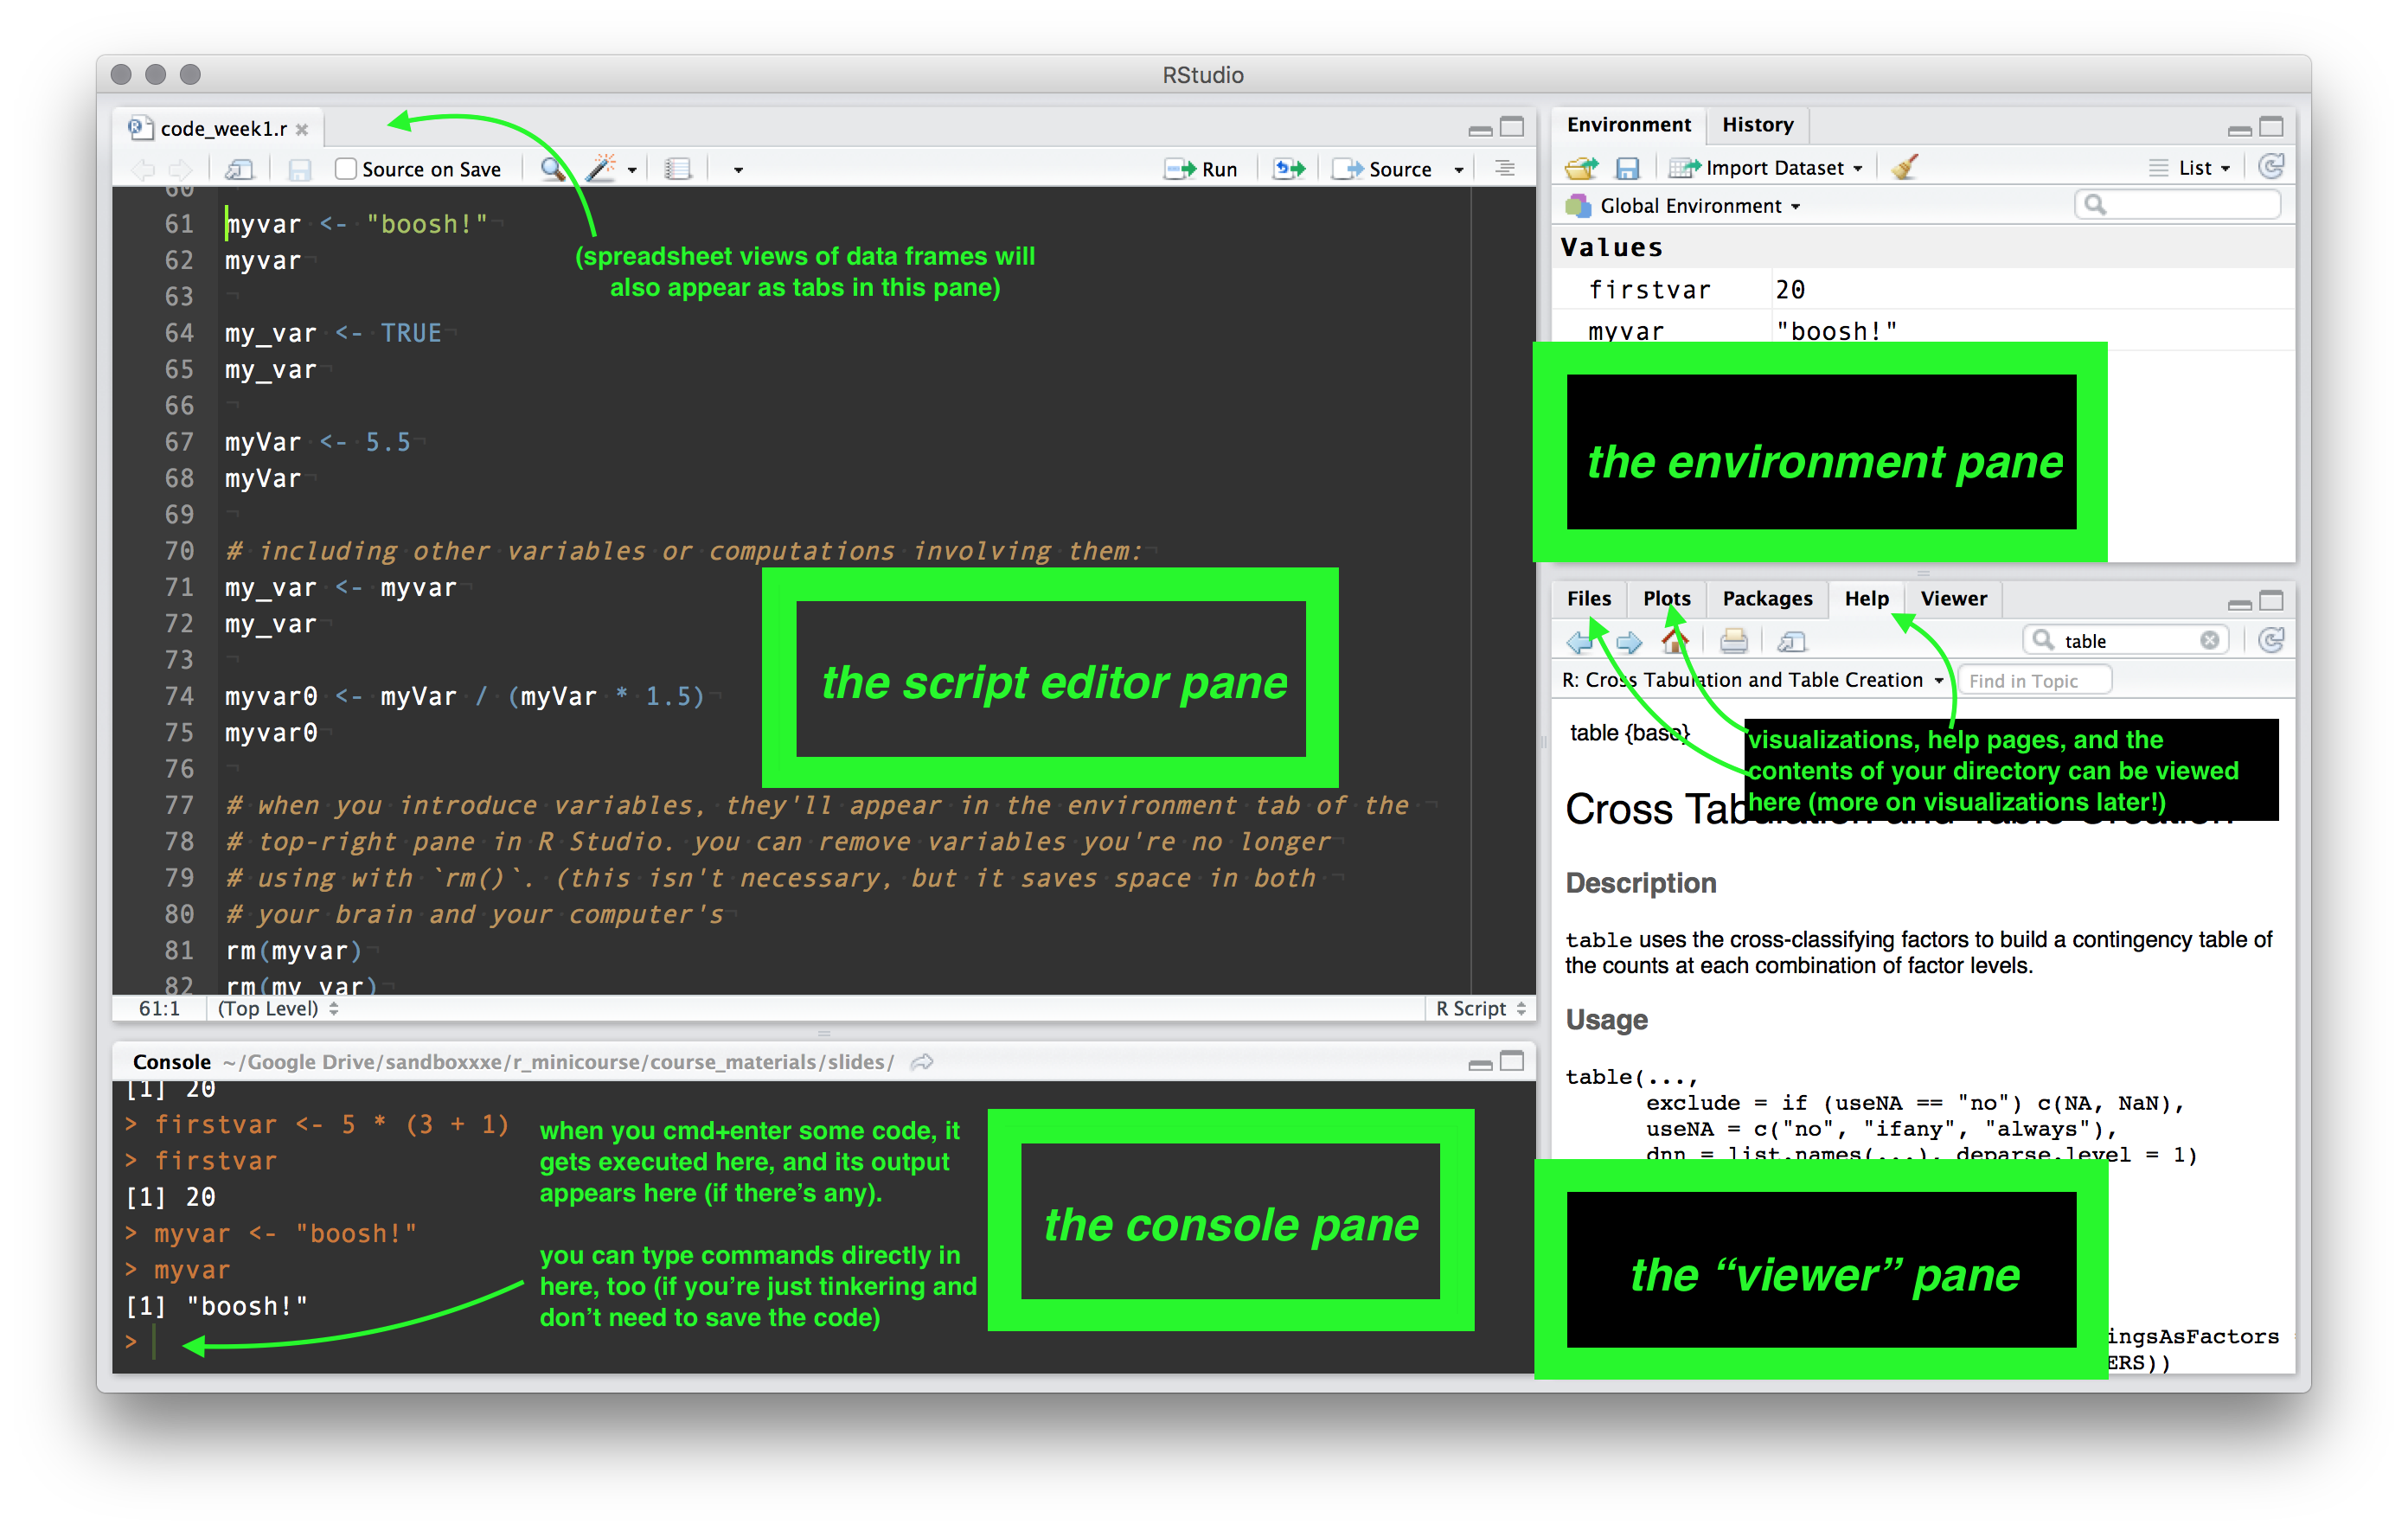 RStudio
code_week1.r
Source on Save
Run
Source
60
61 myvar <- "boosh!"
62 myvar
63
64 my_var <- TRUE
65 my_var
66
67 myVar <- 5.5
68 myVar
69
70 # including other variables or computations involving them:
71 my_var <- myvar
72 my_var
73
74 myvar0 <- myVar / (myVar * 1.5)
75 myvar0
76
77 # when you introduce variables, they'll appear in the environment tab of the
78 # top-right pane in R Studio. you can remove variables you're no longer
79 # using with `rm()`. (this isn't necessary, but it saves space in both
80 # your brain and your computer's
81 rm(myvar)
82 rm(my_var)
(spreadsheet views of data frames will
also appear as tabs in this pane)
the script editor pane
61:1 (Top Level) R Script
Console ~/Google Drive/sandboxxxe/r_minicourse/course_materials/slides/
[1] 20
> firstvar <- 5 * (3 + 1)
> firstvar
[1] 20
> myvar <- "boosh!"
> myvar
[1] "boosh!"
>
when you cmd+enter some code, it
gets executed here, and its output
appears here (if there's any).
you can type commands directly in
here, too (if you're just tinkering and
don't need to save the code)
the console pane
Environment History
Import Dataset List
Global Environment
Values
firstvar 20
myvar "boosh!"
the environment pane
Files Plots Packages Help Viewer
table
R: Cross Tabulation and Table Creation Find in Topic
table {base}
visualizations, help pages, and the
contents of your directory can be viewed
here (more on visualizations later!)
Cross Tabulation and Table Creation
Description
table uses the cross-classifying factors to build a contingency table of
the counts at each combination of factor levels.
Usage
table(...,
exclude = if (useNA == "no") c(NA, NaN),
useNA = c("no", "ifany", "always"),
dnn = list.names(...), deparse.level = 1)
the “viewer” pane
ingsAsFactors
ERS))